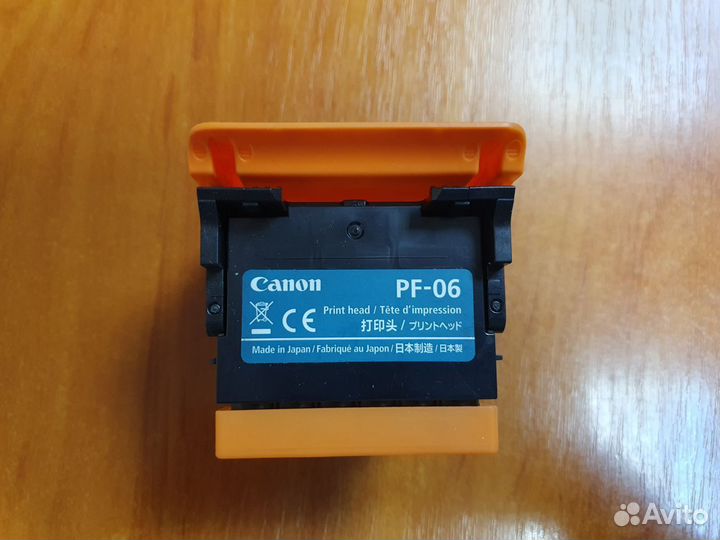 Canon PF-06
Print head / Tête d'impression
打印头 / プリントヘッド
CE
Made in Japan / Fabriqué au Japon / 日本制造 / 日本製
Avito